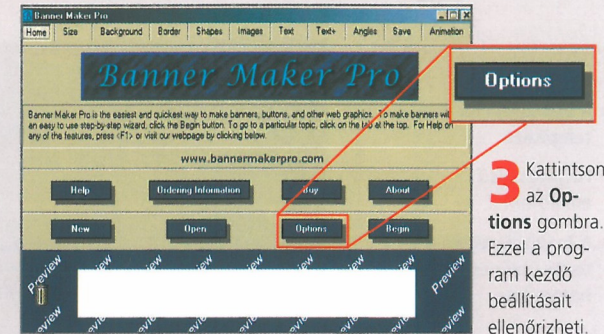 Banner Maker Pro
Home Size Background Border Shapes Images Text Text+ Angles Save Animation
Banner Maker Pro
Banner Maker Pro is the easiest and quickest way to make banners, buttons, and other web graphics. To make banners
an easy to use step-by-step wizard, click the Begin button. To go to a particular topic, click on the tab at the top. For Help on
any of the features, press <F1> or visit our webpage by clicking below.
www.bannermakerpro.com
Help Ordering Information Buy About
New Open Options Begin
Preview
Preview
Options
3 Kattintson
az Op-
tions gombra.
Ezzel a prog-
ram kezdő
beállításait
ellenőrizheti.